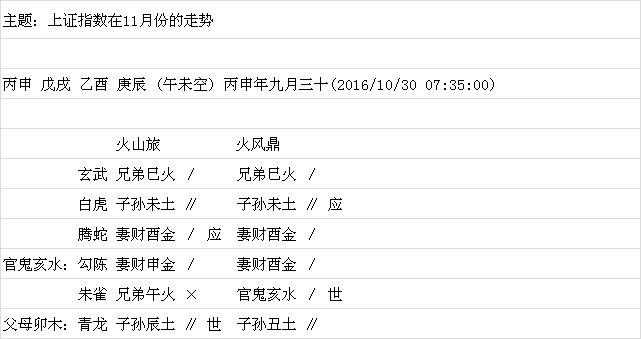 主题：上证指数在11月份的走势
丙申 戊戌 乙酉 庚辰 (午未空) 丙申年九月三十(2016/10/30 07:35:00)
火山旅 火风鼎
玄武 兄弟巳火 / 兄弟巳火 /
白虎 子孙未土 // 子孙未土 // 应
腾蛇 妻财酉金 / 应 妻财酉金 /
官鬼亥水：勾陈 妻财申金 / 妻财酉金 /
朱雀 兄弟午火 × 官鬼亥水 / 世
父母卯木：青龙 子孙辰土 // 世 子孙丑土 //